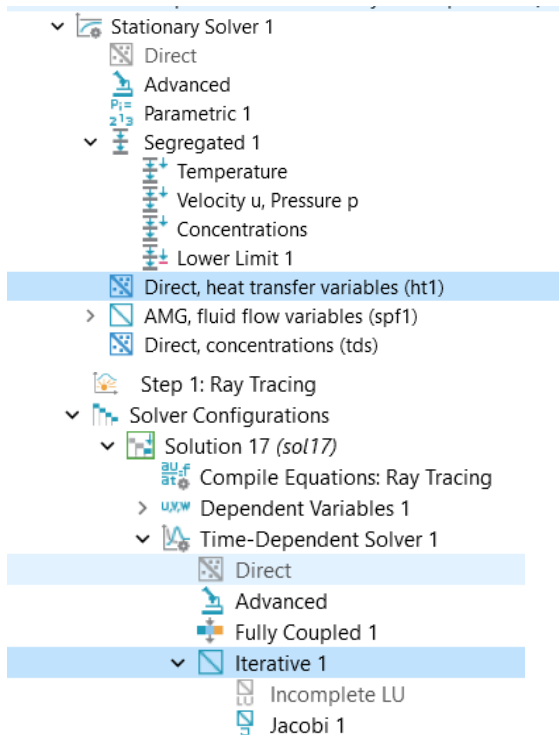 Stationary Solver 1
Direct
Advanced
Parametric 1
Segregated 1
Temperature
Velocity u, Pressure p
Concentrations
Lower Limit 1
Direct, heat transfer variables (ht1)
AMG, fluid flow variables (spf1)
Direct, concentrations (tds)
Step 1: Ray Tracing
Solver Configurations
Solution 17 (sol17)
Compile Equations: Ray Tracing
Dependent Variables 1
Time-Dependent Solver 1
Direct
Advanced
Fully Coupled 1
Iterative 1
Incomplete LU
Jacobi 1